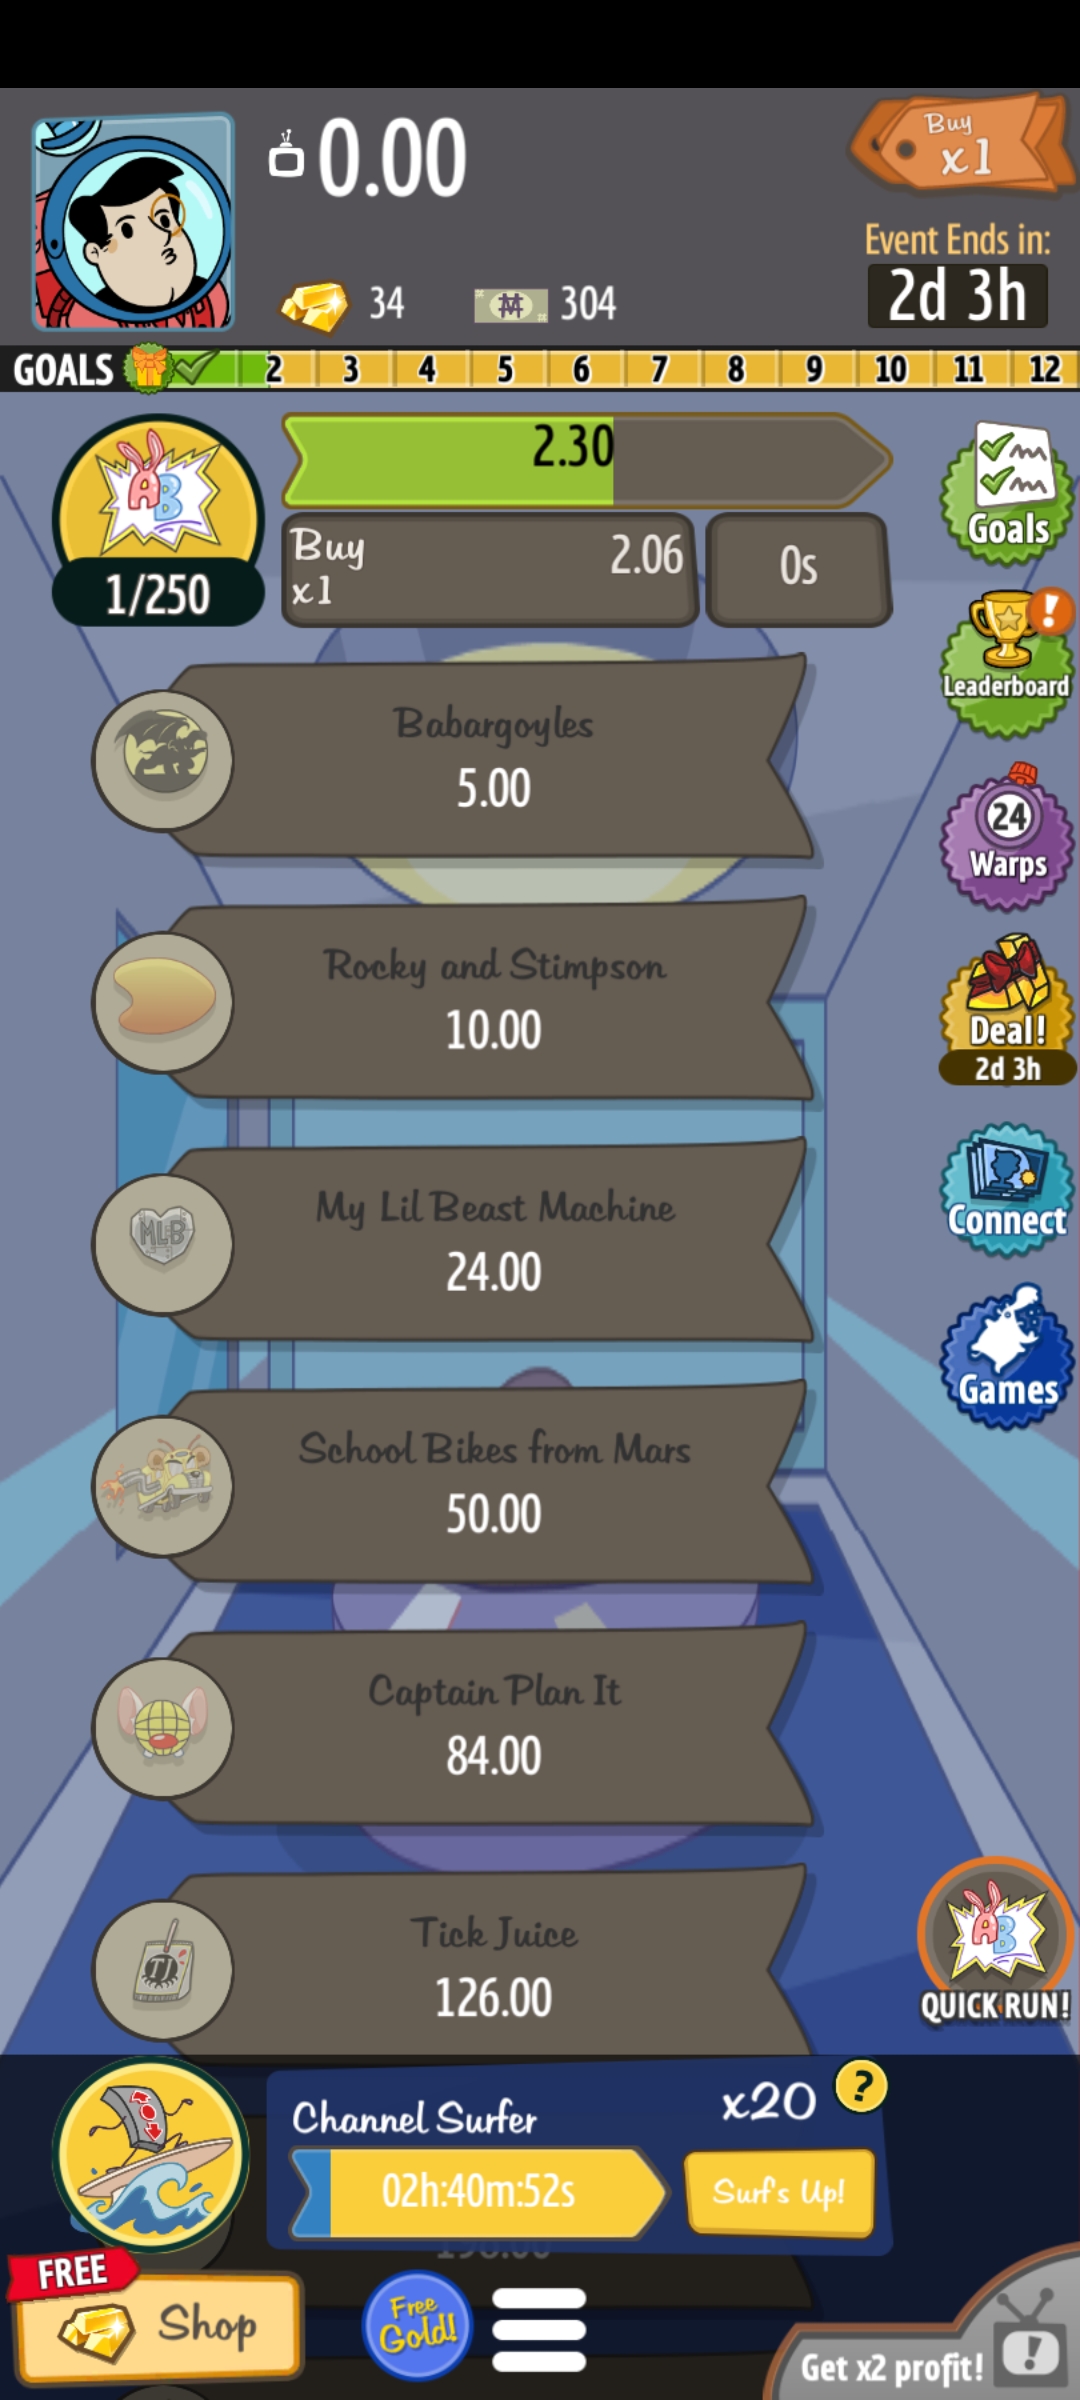 0.00
Buy
x1
Event Ends in:
2d 3h
34
304
GOALS 2 3 4 5 6 7 8 9 10 11 12
AB
2.30
1/250
Buy
x1
2.06
0s
Goals
Babargoyles
5.00
!
Leaderboard
24
Warps
Rocky and Stimpson
10.00
Deal!
2d 3h
MLB
My Lil Beast Machine
24.00
Connect
Games
School Bikes from Mars
50.00
Captain Plan It
84.00
TJ
Tick Juice
126.00
AB
QUICK RUN!
Channel Surfer
x20
?
02h:40m:52s
Surf's Up!
FREE
Shop
Free
Gold!
Get x2 profit!
!